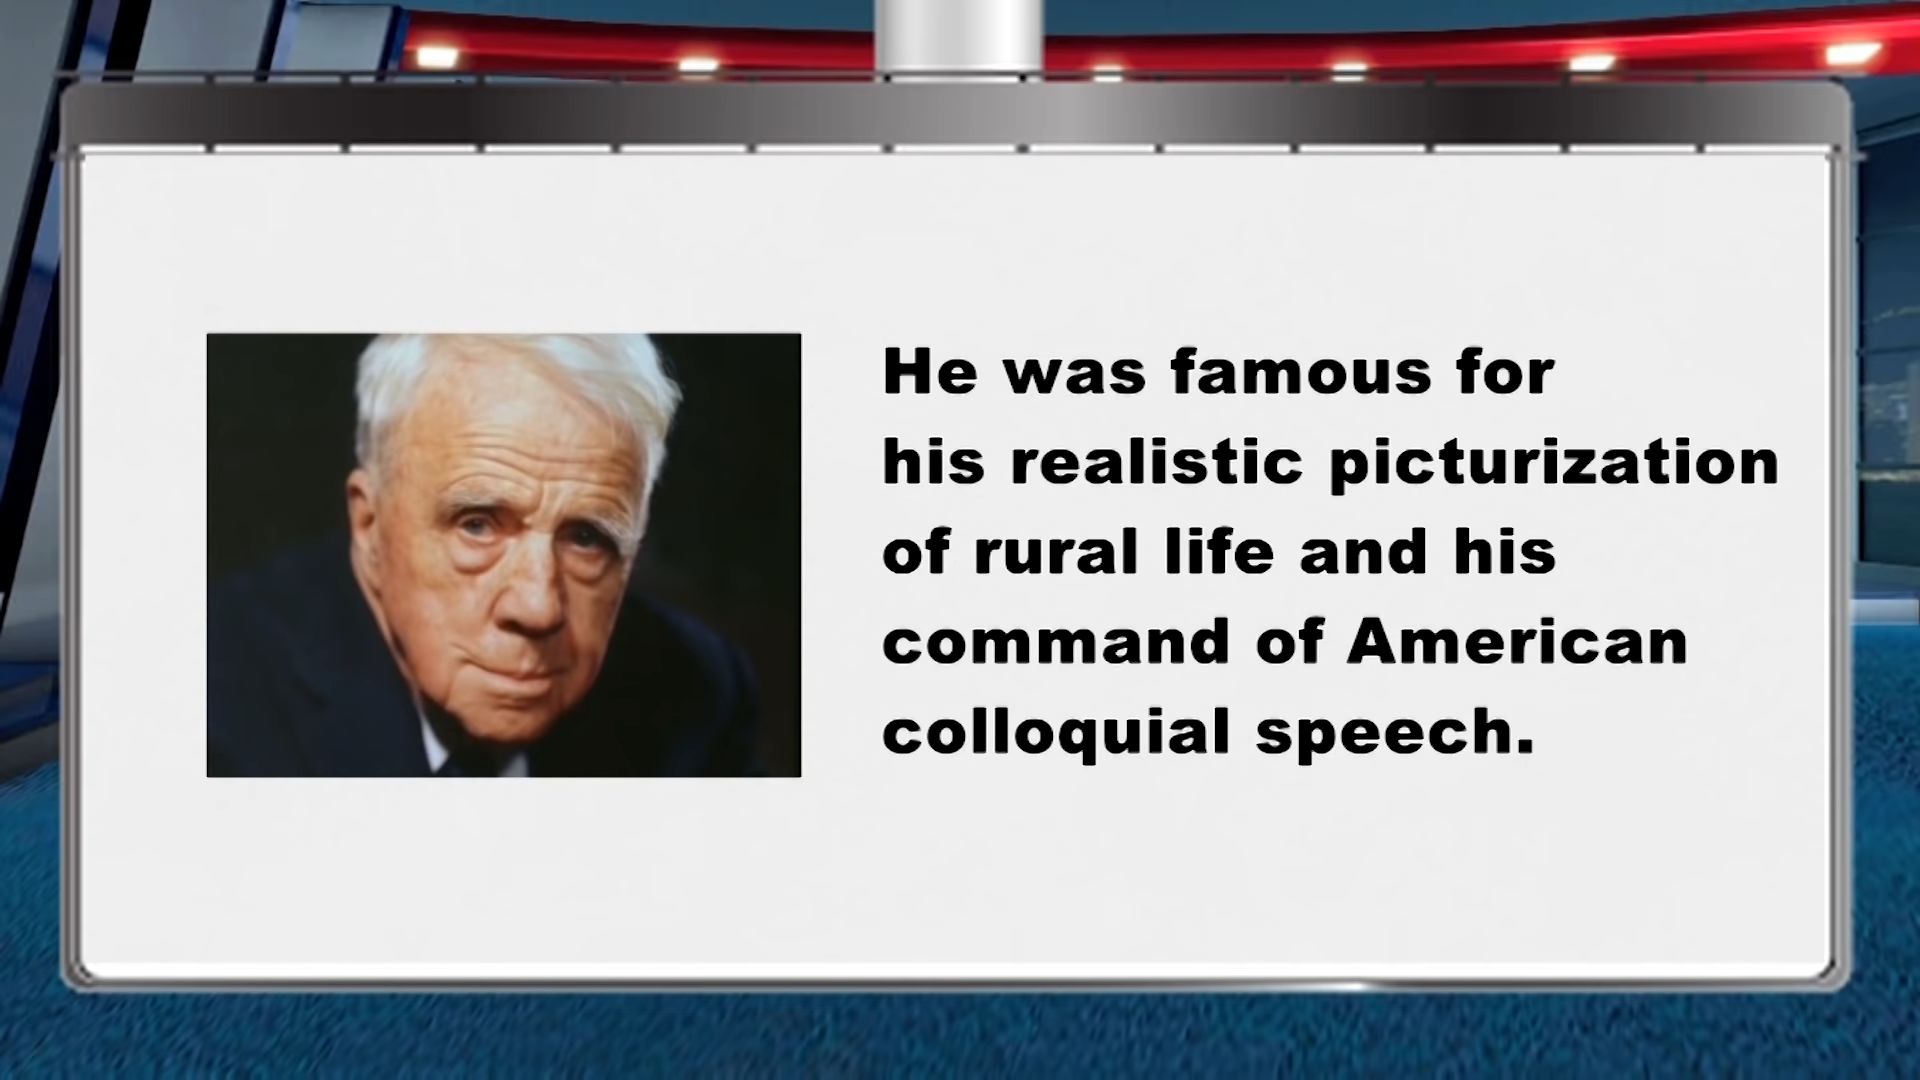 He was famous for
his realistic picturization
of rural life and his
command of American
colloquial speech.